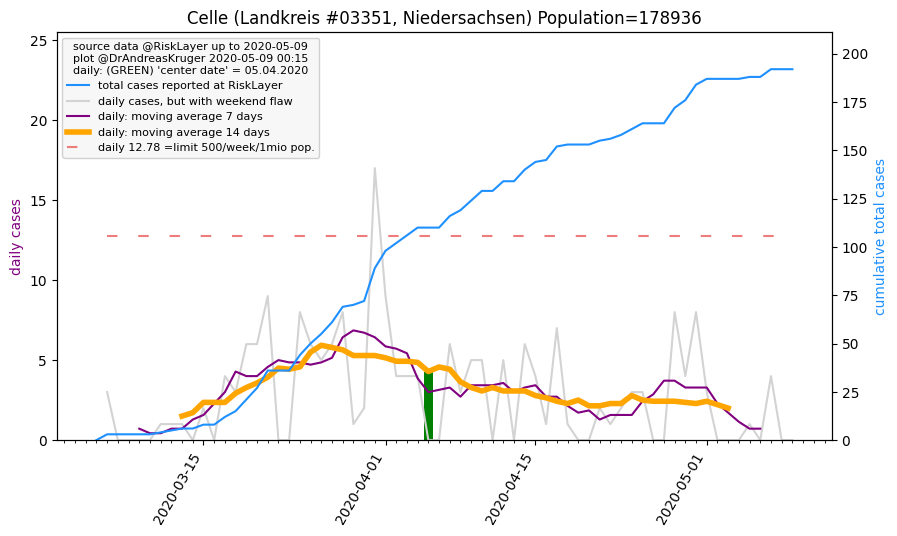 Celle (Landkreis #03351, Niedersachsen) Population=178936
source data @RiskLayer up to 2020-05-09
plot @DrAndreasKruger 2020-05-09 00:15
daily: (GREEN) 'center date' = 05.04.2020
total cases reported at RiskLayer
daily cases, but with weekend flaw
daily: moving average 7 days
daily: moving average 14 days
daily 12.78 =limit 500/week/1mio pop.
daily cases
25
20
15
10
5
0
cumulative total cases
200
175
150
125
100
75
50
25
0
2020-03-15
2020-04-01
2020-04-15
2020-05-01